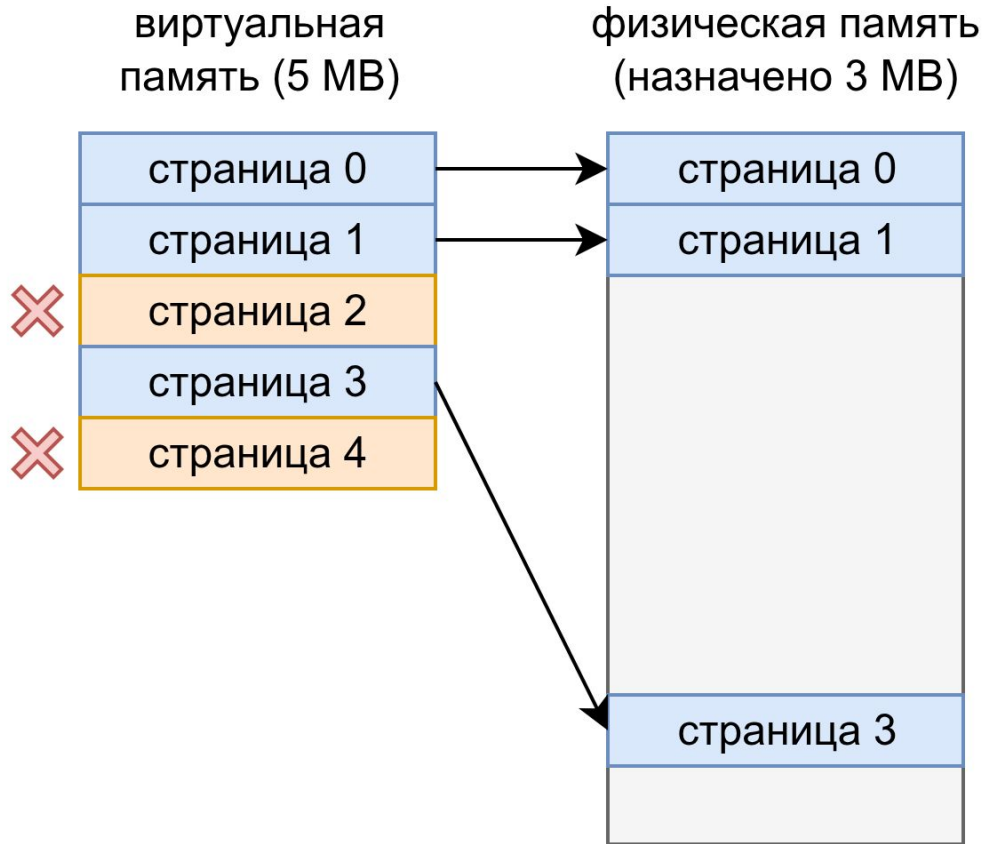 виртуальная
память (5 MB)
физическая память
(назначено 3 MB)
страница 0
страница 1
страница 2
страница 3
страница 4
страница 0
страница 1
страница 3